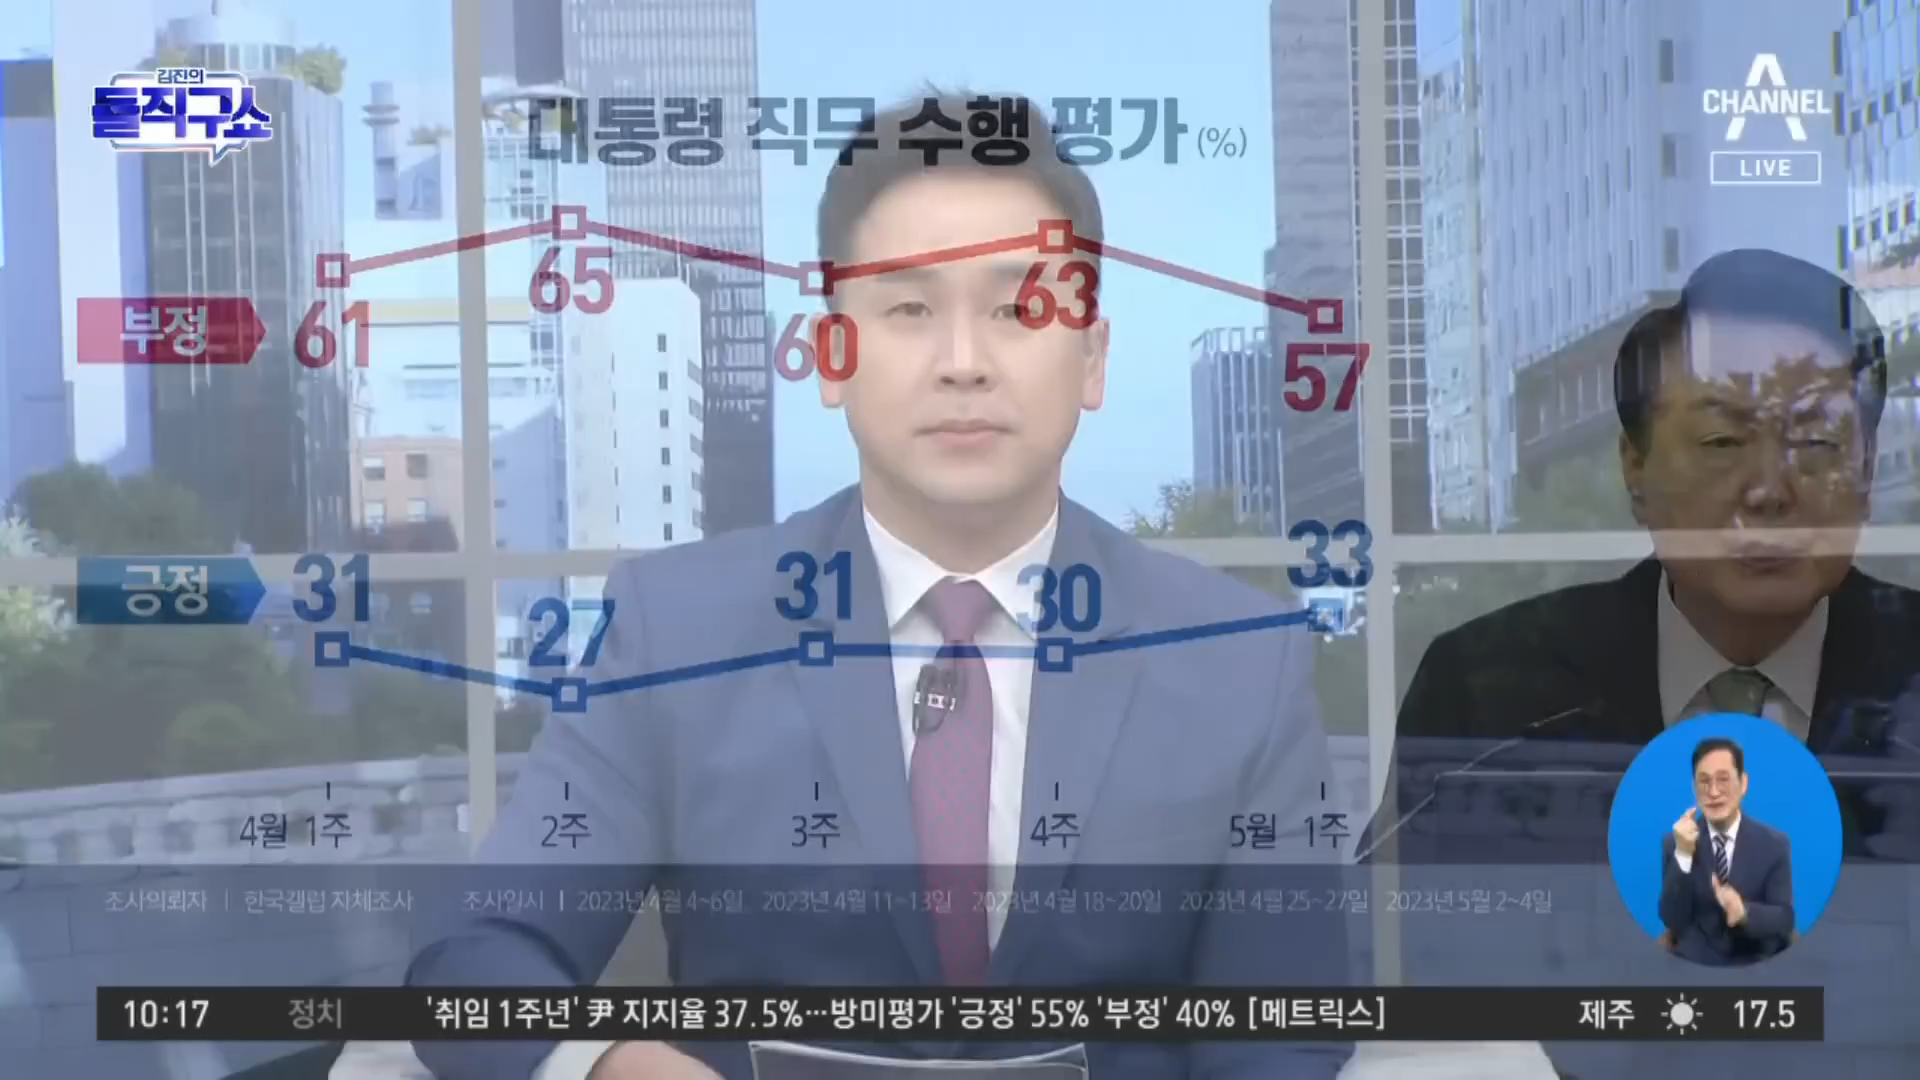 김진의
돌직구쇼
CHANNEL A
LIVE
대통령 직무 수행 평가 (%)
부정
61
65
60
63
57
긍정
31
27
31
30
33
4월 1주
2주
3주
4주
5월 1주
조사의뢰자 | 한국갤럽 자체조사 조사일시 | 2023년 4월 4~6일 2023년 4월 11~13일 2023년 4월 18~20일 2023년 4월 25~27일 2023년 5월 2~4일
10:17 정치 '취임 1주년' 尹 지지율 37.5%…방미평가 '긍정' 55% '부정' 40% [메트릭스] 제주 17.5